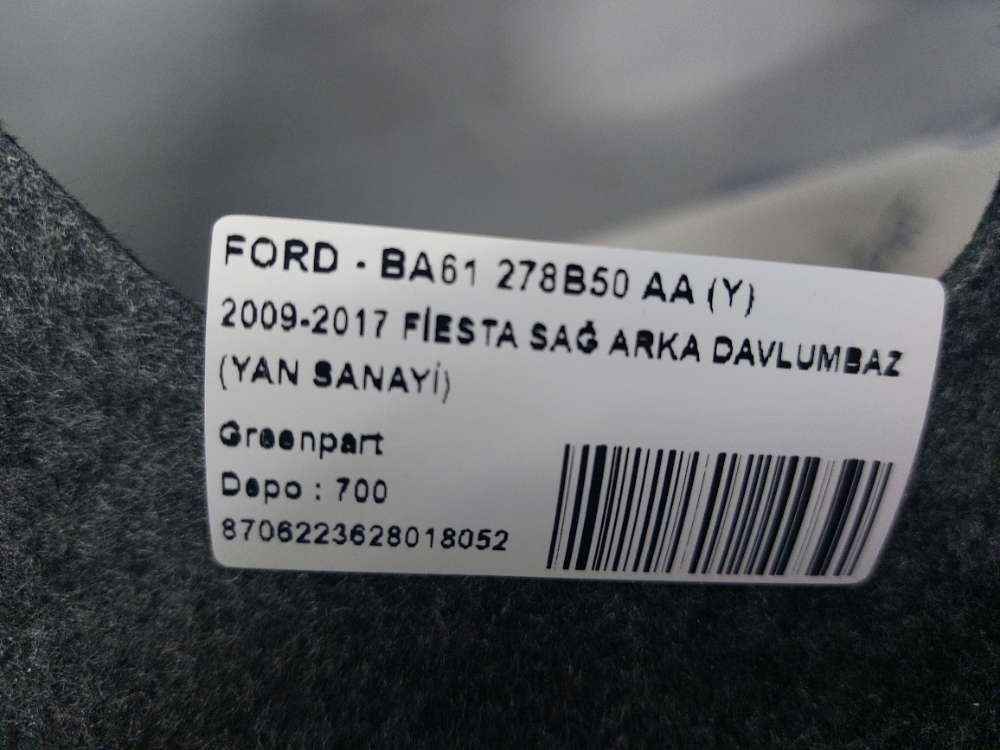 FORD - BA61 278B50 AA (Y)
2009-2017 FİESTA SAĞ ARKA DAVLUMBAZ
(YAN SANAYİ)
Greenpart
Depo : 700
8706223628018052